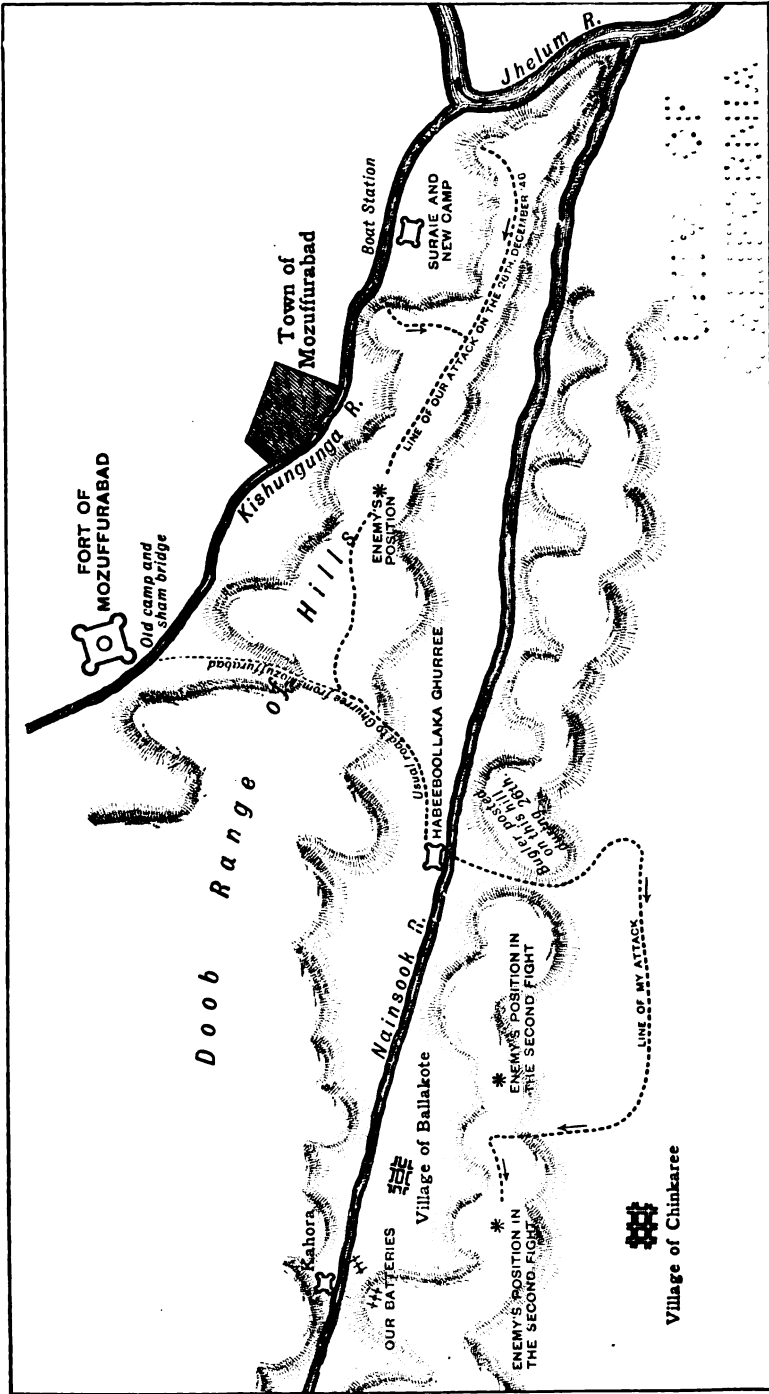 Jhelum R.
Boat Station
SURAIE AND
NEW CAMP
Town of
Mozuffurabad
Kishungunga R.
FORT OF
MOZUFFURABAD
Old camp and
sham bridge
LINE OF OUR ATTACK ON THE 20TH. DECEMBER '40
ENEMY'S
POSITION
Hills
of
Usual road to Ghurree from Mozuffurabad
HABEEBOOLLAKA GHURREE
Doob Range
Bugler posted
on this hill
during 26th.
Nainsook R.
LINE OF MY ATTACK
ENEMY'S POSITION IN
THE SECOND FIGHT
Village of Ballakote
Kahora
OUR BATTERIES
ENEMY'S POSITION IN
THE SECOND FIGHT
Village of Chinkaree